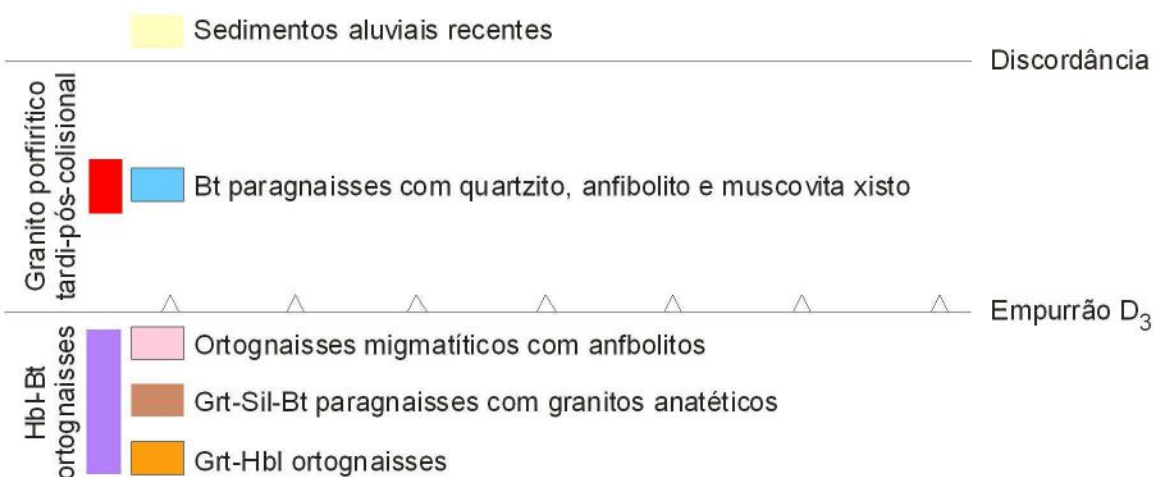 Sedimentos aluviais recentes
Discordância
Granito porfirítico
tardi-pós-colisional
Bt paragnaisses com quartzito, anfibolito e muscovita xisto
Empurrão D3
Hbl-Bt
ortognaisses
Ortognaisses migmatíticos com anfbolitos
Grt-Sil-Bt paragnaisses com granitos anatéticos
Grt-Hbl ortognaisses